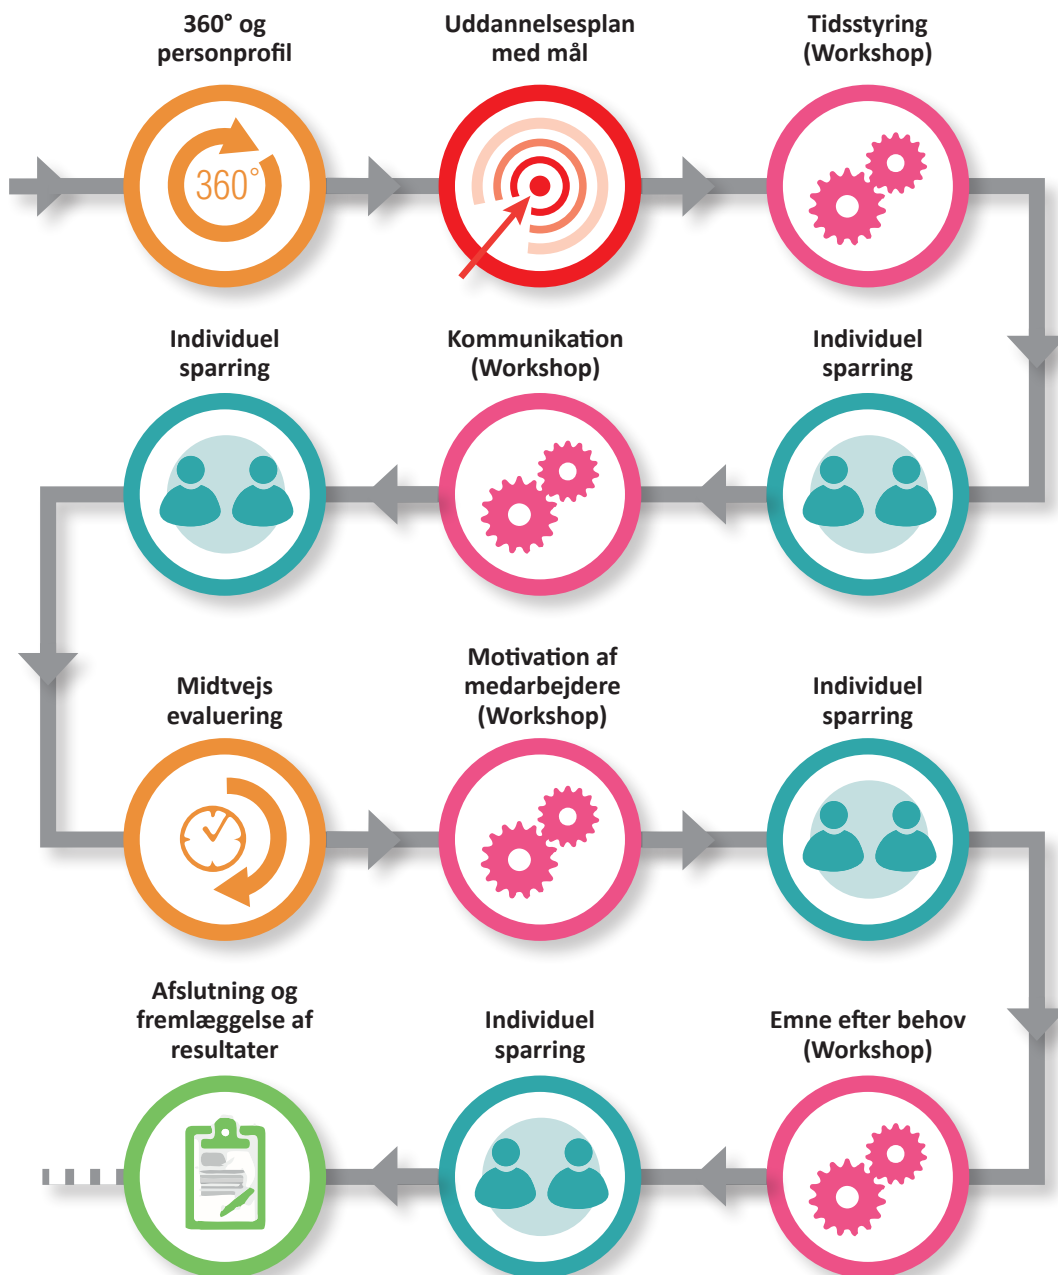 360° og
personprofil
Uddannelsesplan
med mål
Tidsstyring
(Workshop)
360°
Individuel
sparring
Kommunikation
(Workshop)
Individuel
sparring
Midtvejs
evaluering
Motivation af
medarbejdere
(Workshop)
Individuel
sparring
Afslutning og
fremlæggelse af
resultater
Individuel
sparring
Emne efter behov
(Workshop)